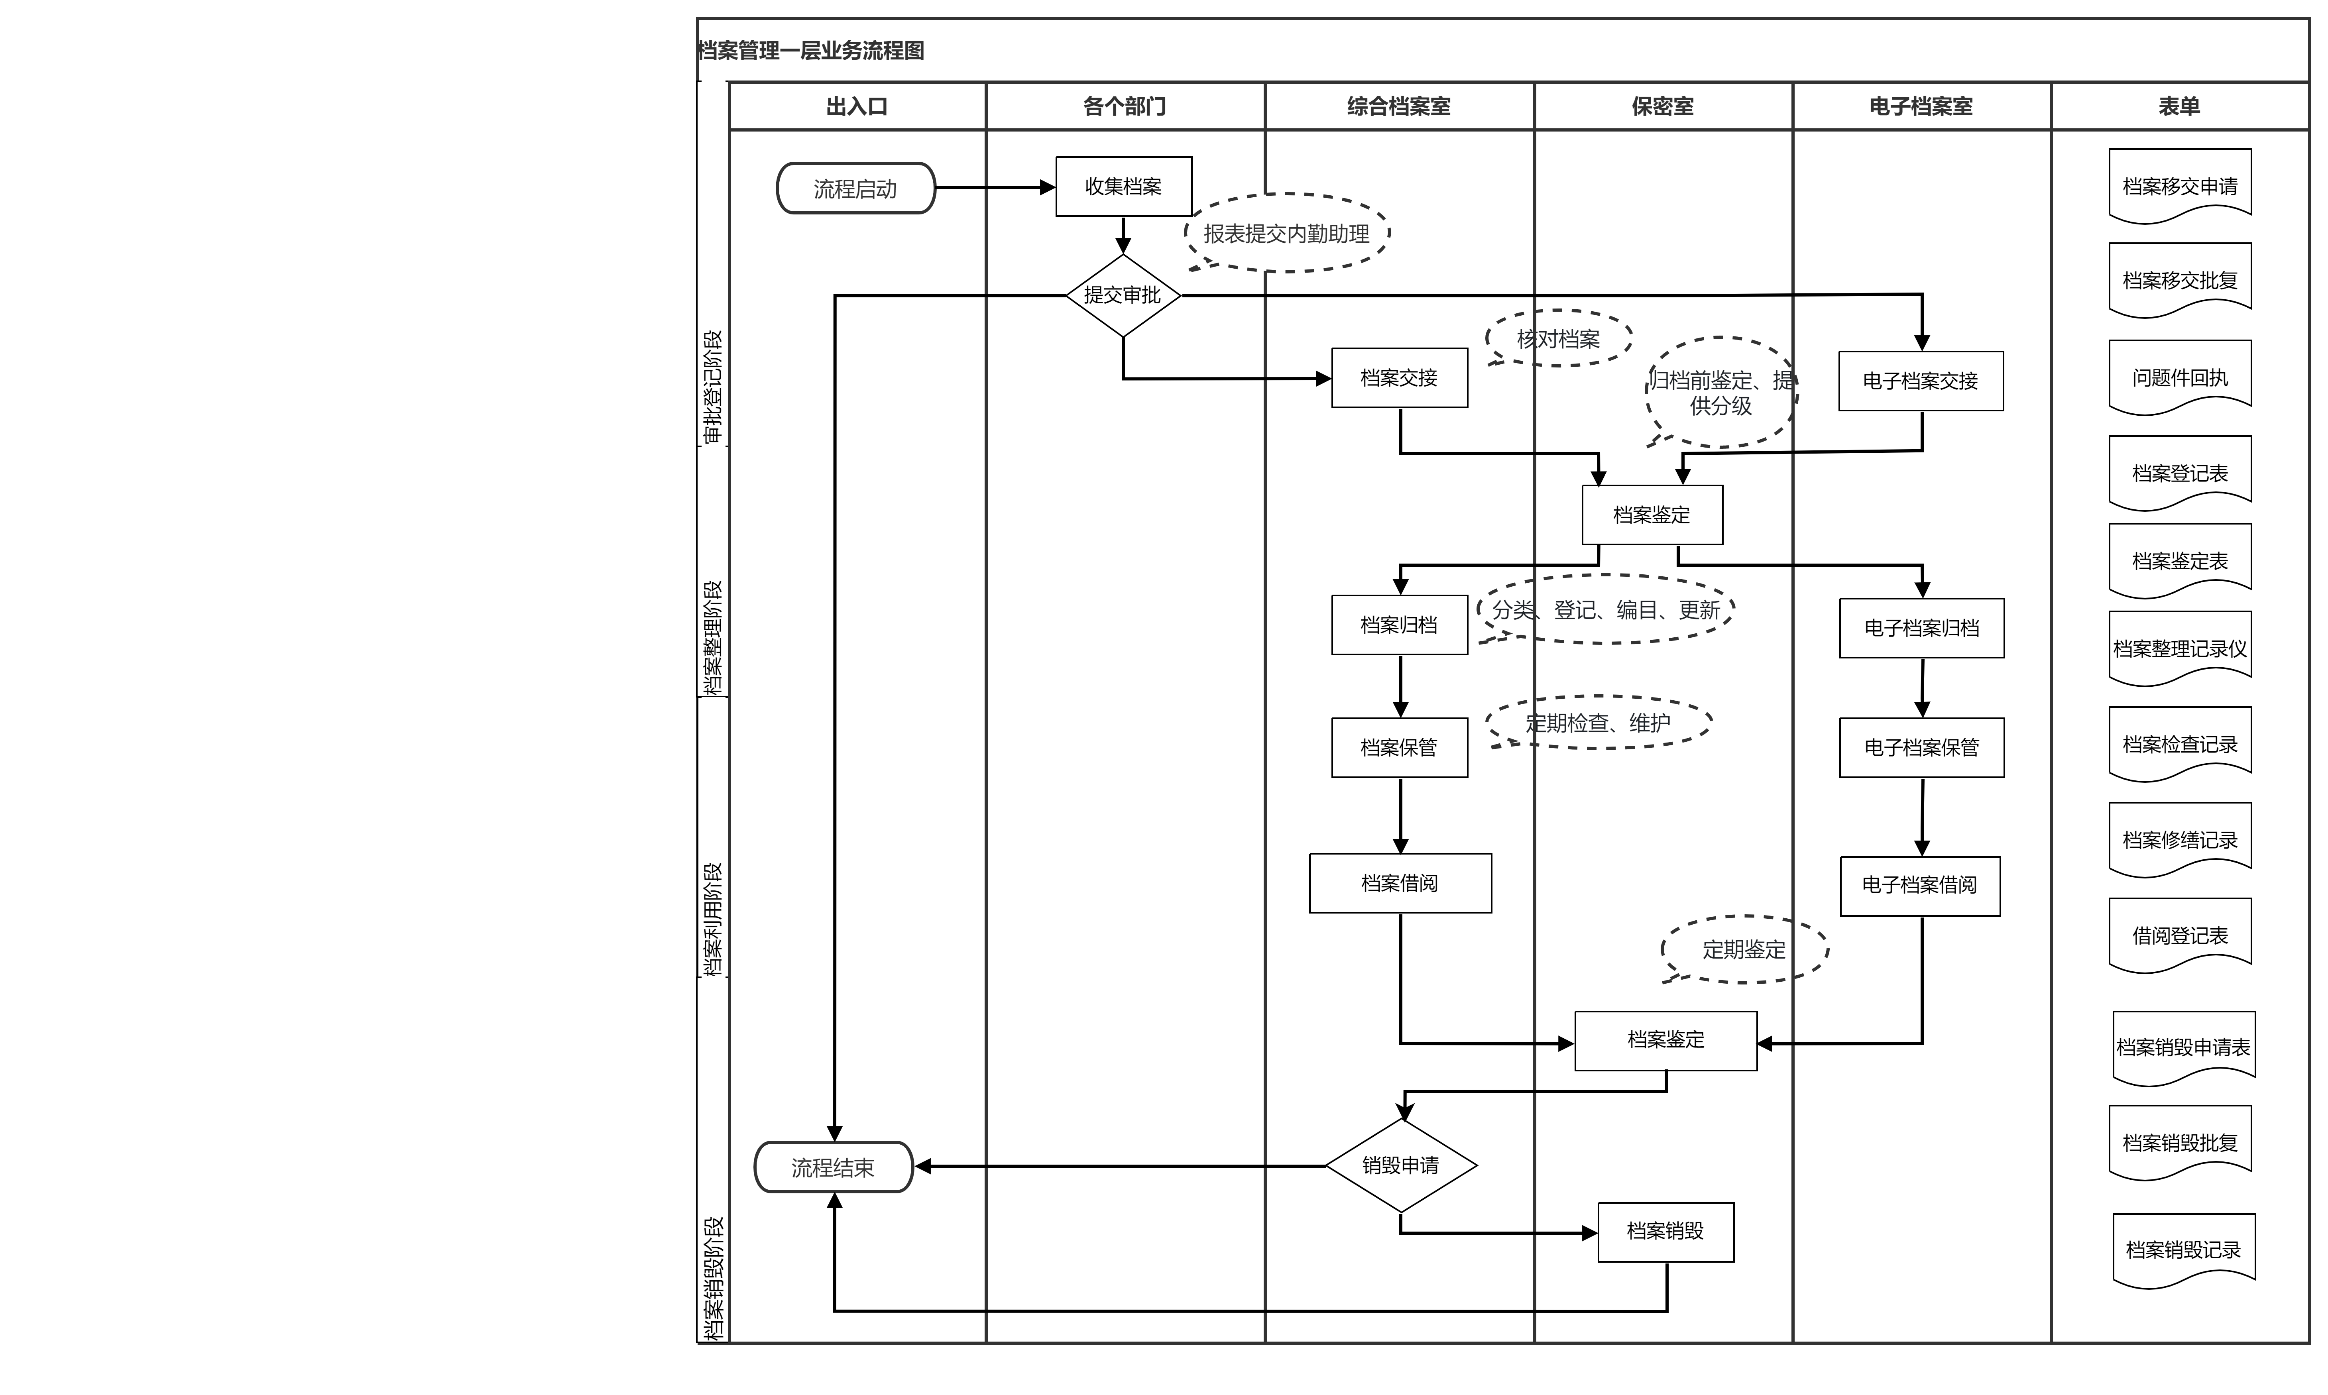 档案管理一层业务流程图
出入口
各个部门
综合档案室
保密室
电子档案室
表单
审批登记阶段
流程启动
收集档案
报表提交内勤助理
提交审批
核对档案
档案交接
归档前鉴定、提
供分级
电子档案交接
档案整理阶段
档案鉴定
档案归档
分类、登记、编目、更新
电子档案归档
档案利用阶段
档案保管
定期检查、维护
电子档案保管
档案借阅
电子档案借阅
定期鉴定
档案销毁阶段
档案鉴定
流程结束
销毁申请
档案销毁
档案移交申请
档案移交批复
问题件回执
档案登记表
档案鉴定表
档案整理记录仪
档案检查记录
档案修缮记录
借阅登记表
档案销毁申请表
档案销毁批复
档案销毁记录